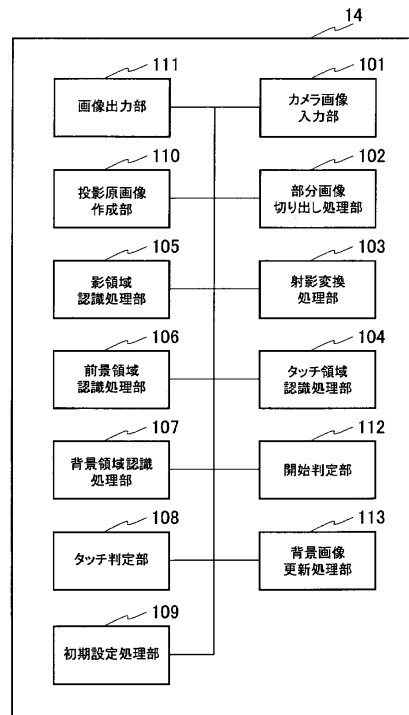 14
111
画像出力部
101
カメラ画像
入力部
110
投影原画像
作成部
102
部分画像
切り出し処理部
105
影領域
認識処理部
103
射影変換
処理部
106
前景領域
認識処理部
104
タッチ領域
認識処理部
107
背景領域認識
処理部
112
開始判定部
108
タッチ判定部
113
背景画像
更新処理部
109
初期設定処理部